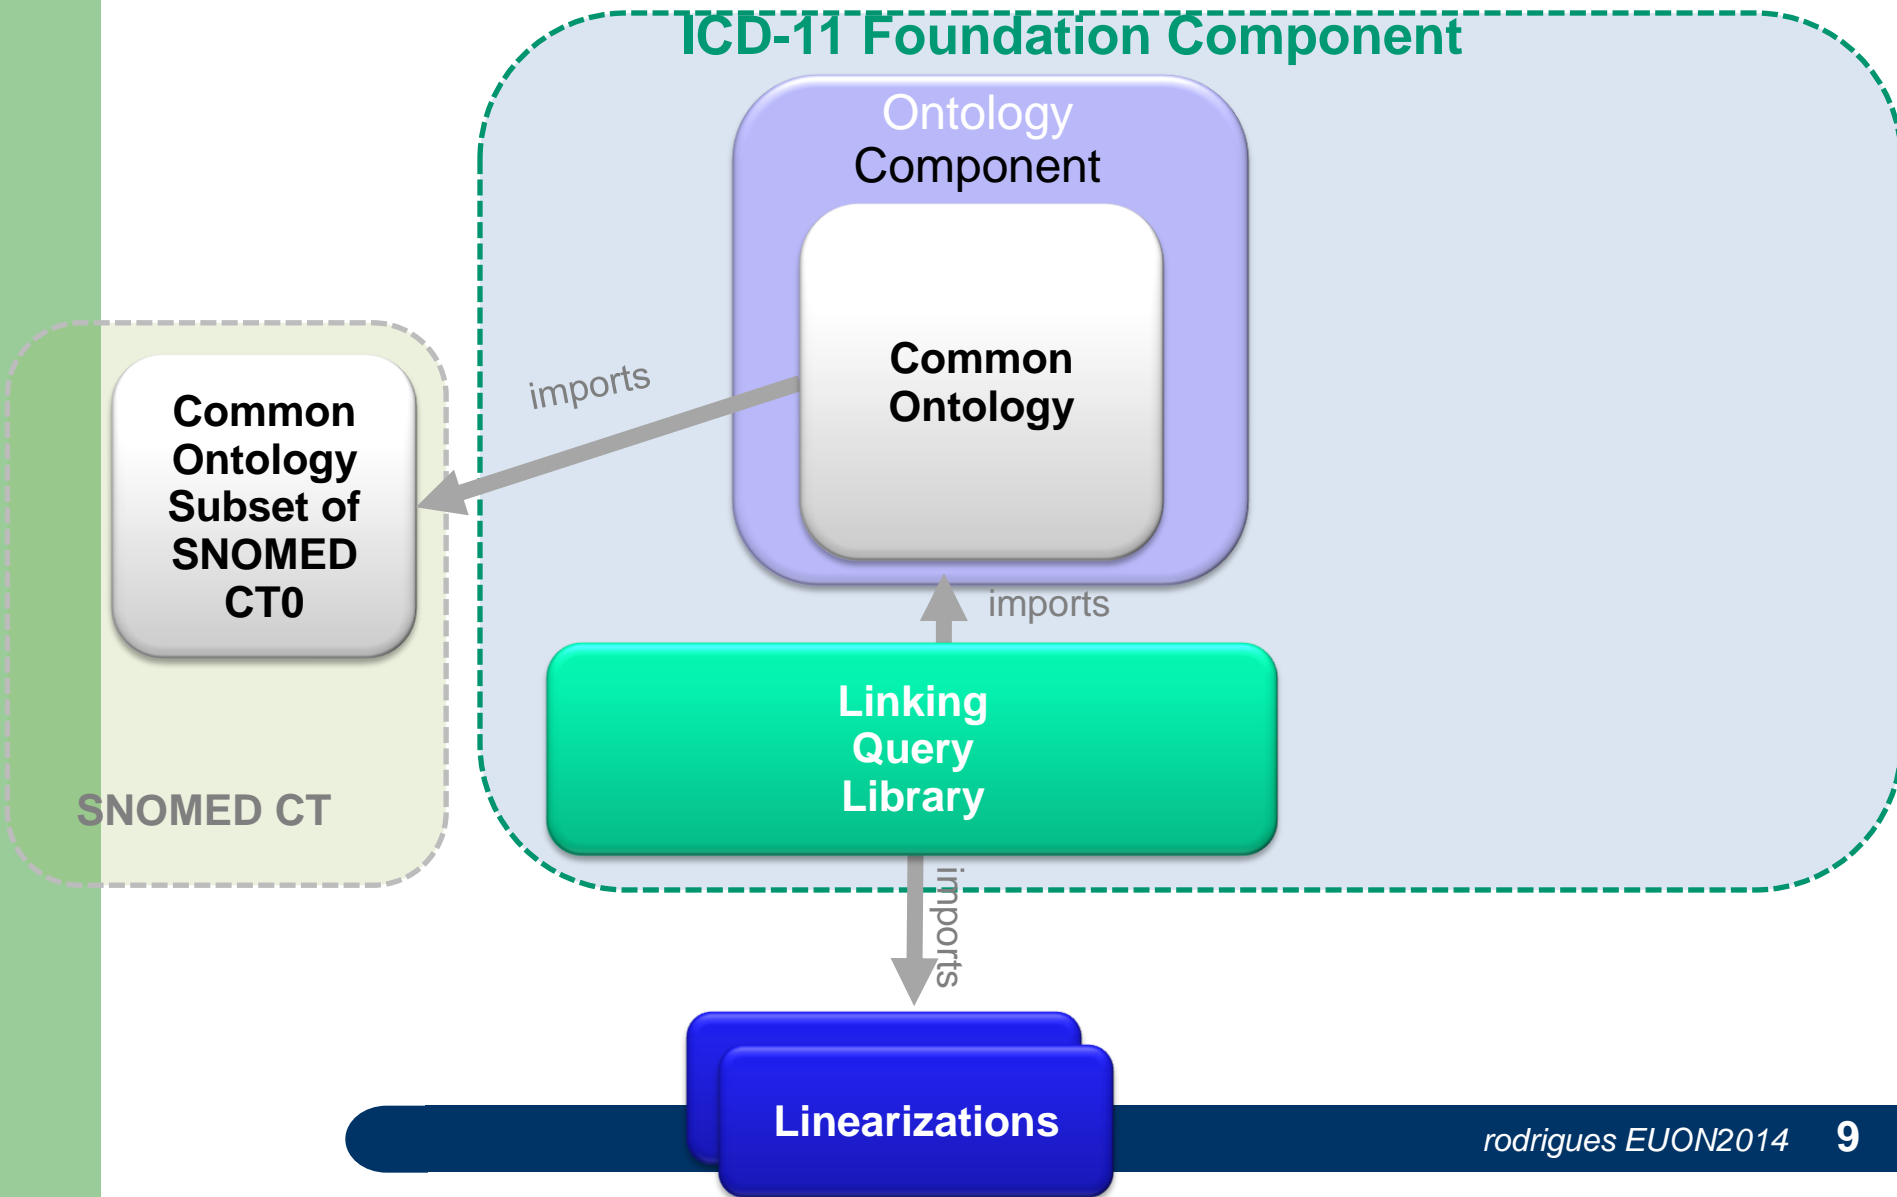 ICD-11 Foundation Component
Ontology
Component
Common
Ontology
imports
Common
Ontology
Subset of
SNOMED
CT0
imports
Linking
Query
Library
SNOMED CT
imports
Linearizations
rodrigues EUON2014 9